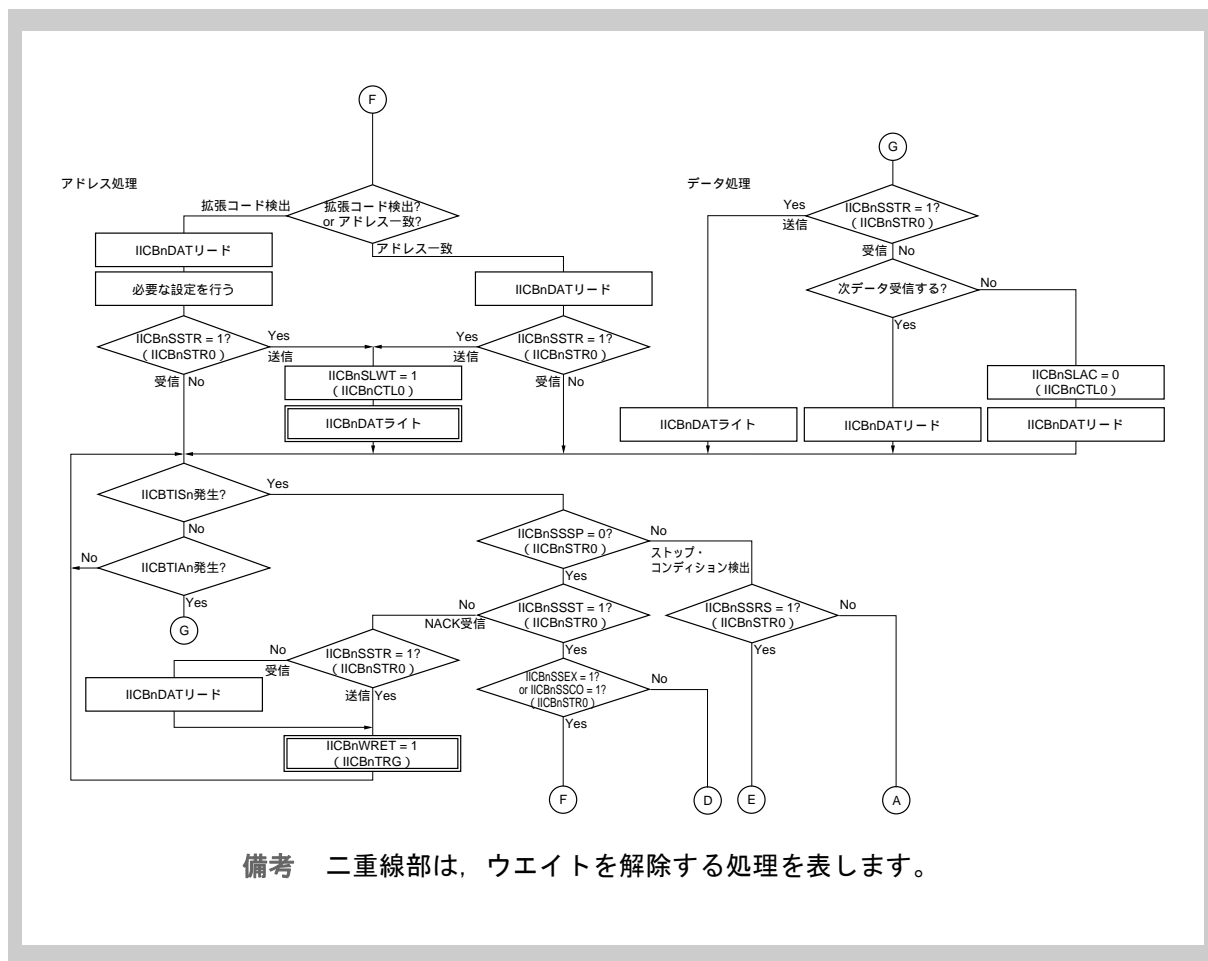 F
アドレス処理
拡張コード検出
拡張コード検出?
or アドレス一致?
アドレス一致
IICBnDATリード
必要な設定を行う
IICBnDATリード
IICBnSSTR = 1?
( IICBnSTR0 )
Yes
送信
受信
No
IICBnSSTR = 1?
( IICBnSTR0 )
Yes
送信
受信
No
IICBnSLWT = 1
( IICBnCTL0 )
IICBnDATライト
G
データ処理
IICBnSSTR = 1?
( IICBnSTR0 )
Yes
送信
受信
No
次データ受信する?
No
Yes
IICBnSLAC = 0
( IICBnCTL0 )
IICBnDATライト
IICBnDATリード
IICBnDATリード
IICBTISn発生?
Yes
No
IICBTIAn発生?
No
Yes
G
IICBnSSSP = 0?
( IICBnSTR0 )
No
ストップ・
コンディション検出
Yes
IICBnSSST = 1?
( IICBnSTR0 )
No
NACK受信
Yes
IICBnSSRS = 1?
( IICBnSTR0 )
No
Yes
IICBnSSTR = 1?
( IICBnSTR0 )
No
受信
送信
Yes
IICBnDATリード
IICBnSSEX = 1?
or IICBnSSCO = 1?
( IICBnSTR0 )
No
Yes
IICBnWRET = 1
( IICBnTRG )
F
D
E
A
備考 二重線部は，ウエイトを解除する処理を表します。